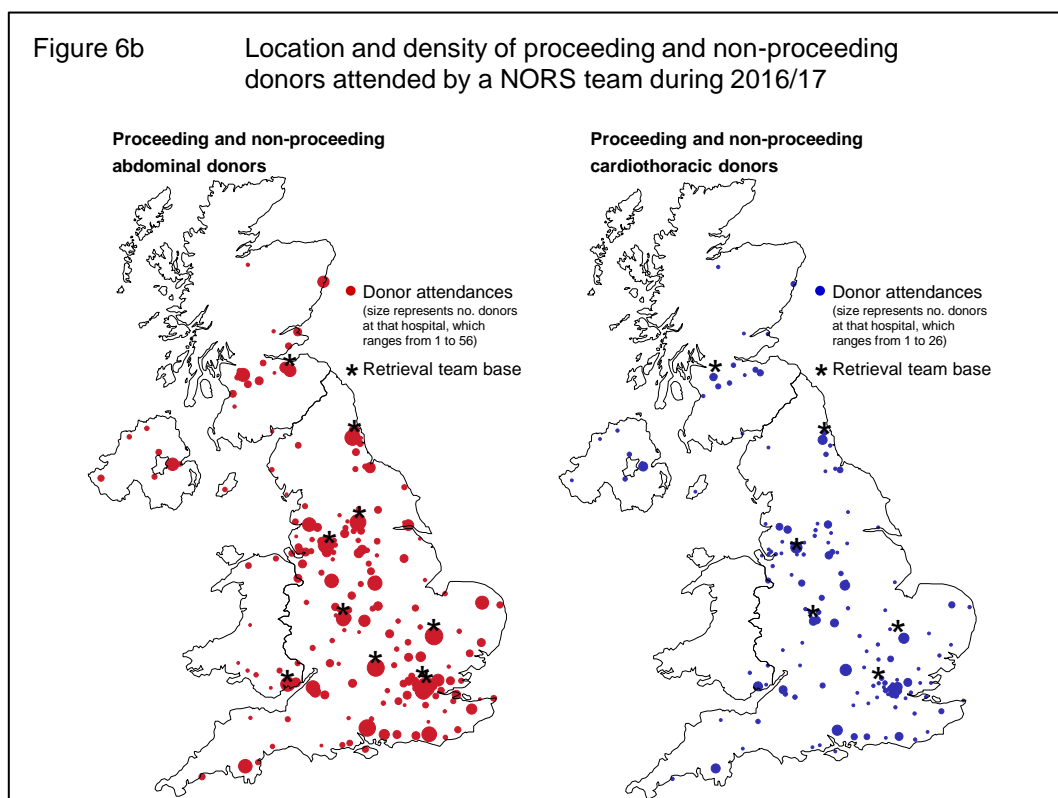 Figure 6b Location and density of proceeding and non-proceeding
donors attended by a NORS team during 2016/17
Proceeding and non-proceeding
abdominal donors
Donor attendances
(size represents no. donors
at that hospital, which
ranges from 1 to 56)
* Retrieval team base
Proceeding and non-proceeding
cardiothoracic donors
Donor attendances
(size represents no. donors
at that hospital, which
ranges from 1 to 26)
* Retrieval team base